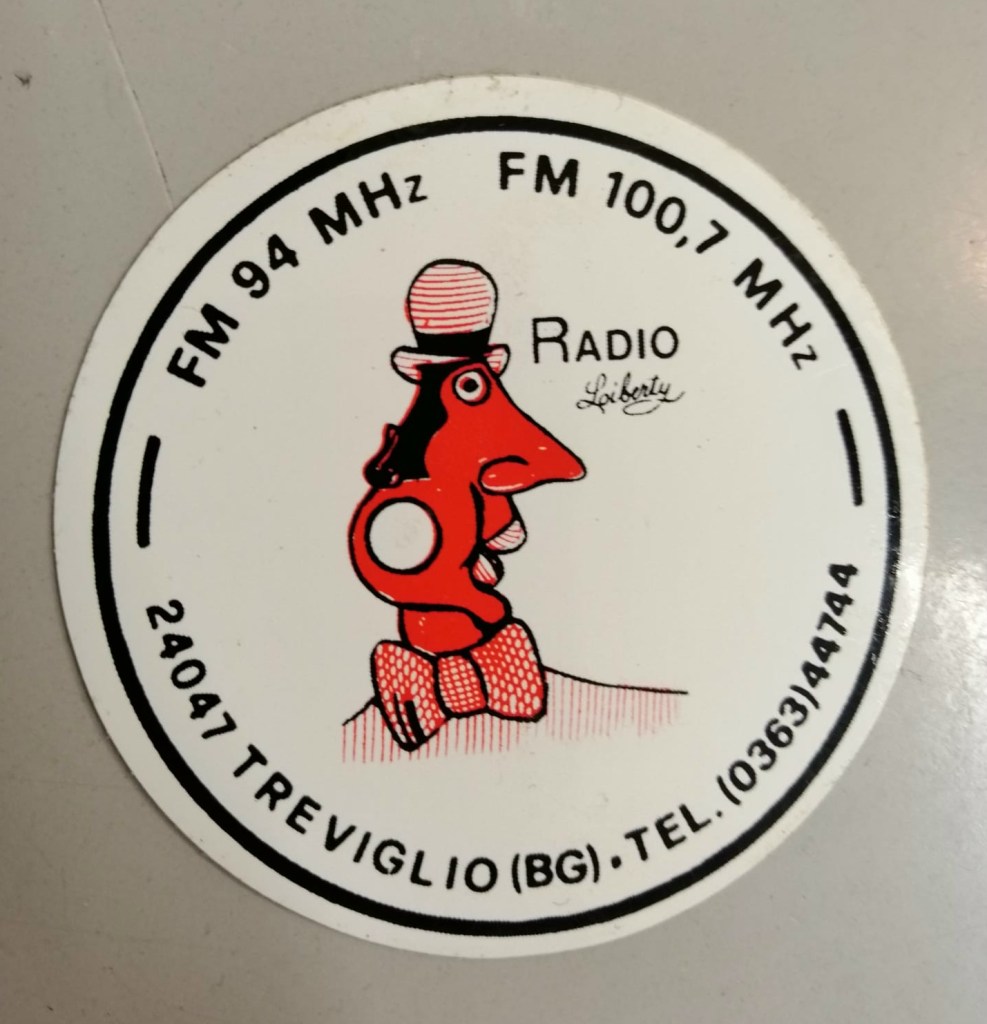 FM 94 MHz FM 100,7 MHz
RADIO
Liberty
24047 TREVIGLIO (BG) • TEL. (0363) 44744